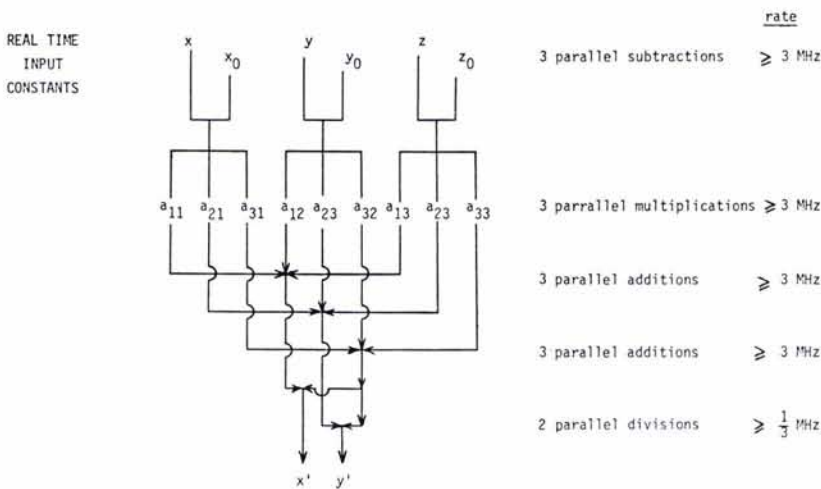 rate
REAL TIME
INPUT
CONSTANTS
x x0 y y0 z z0
3 parallel subtractions ⩾ 3 MHz
a11 a21 a31 a12 a23 a32 a13 a23 a33
3 parrallel multiplications ⩾ 3 MHz
3 parallel additions ⩾ 3 MHz
3 parallel additions ⩾ 3 MHz
2 parallel divisions ⩾ 1/3 MHz
x' y'